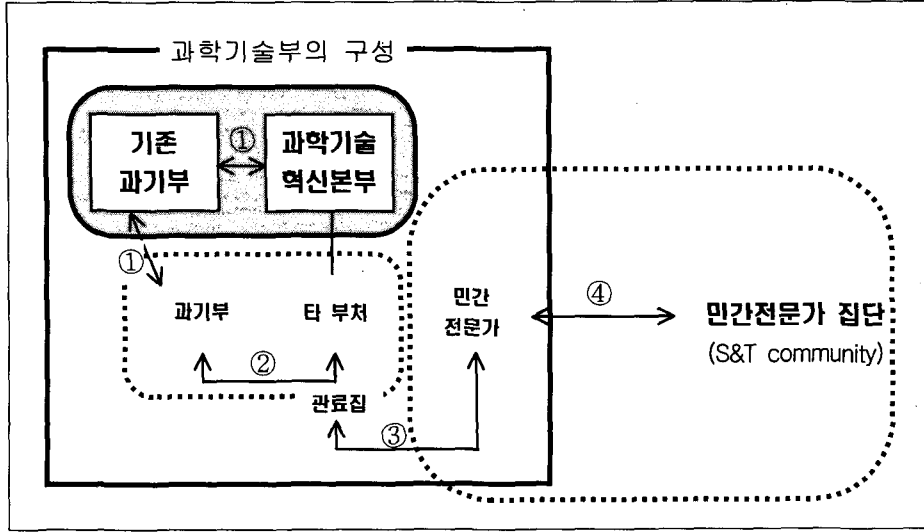 과학기술부의 구성
기존
과기부
①
과학기술
혁신본부
①
과기부
타 부처
민간
전문가
④
민간전문가 집단
(S&T community)
②
관료집
③